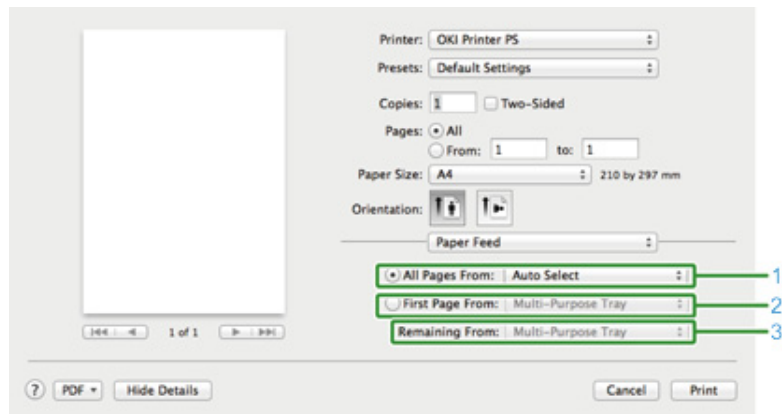 Printer: OKI Printer PS
Presets: Default Settings
Copies: 1 Two-Sided
Pages: All
From: 1 to: 1
Paper Size: A4 210 by 297 mm
Orientation:
Paper Feed
All Pages From: Auto Select 1
First Page From: Multi-Purpose Tray 2
Remaining From: Multi-Purpose Tray 3
1 of 1
? PDF Hide Details Cancel Print